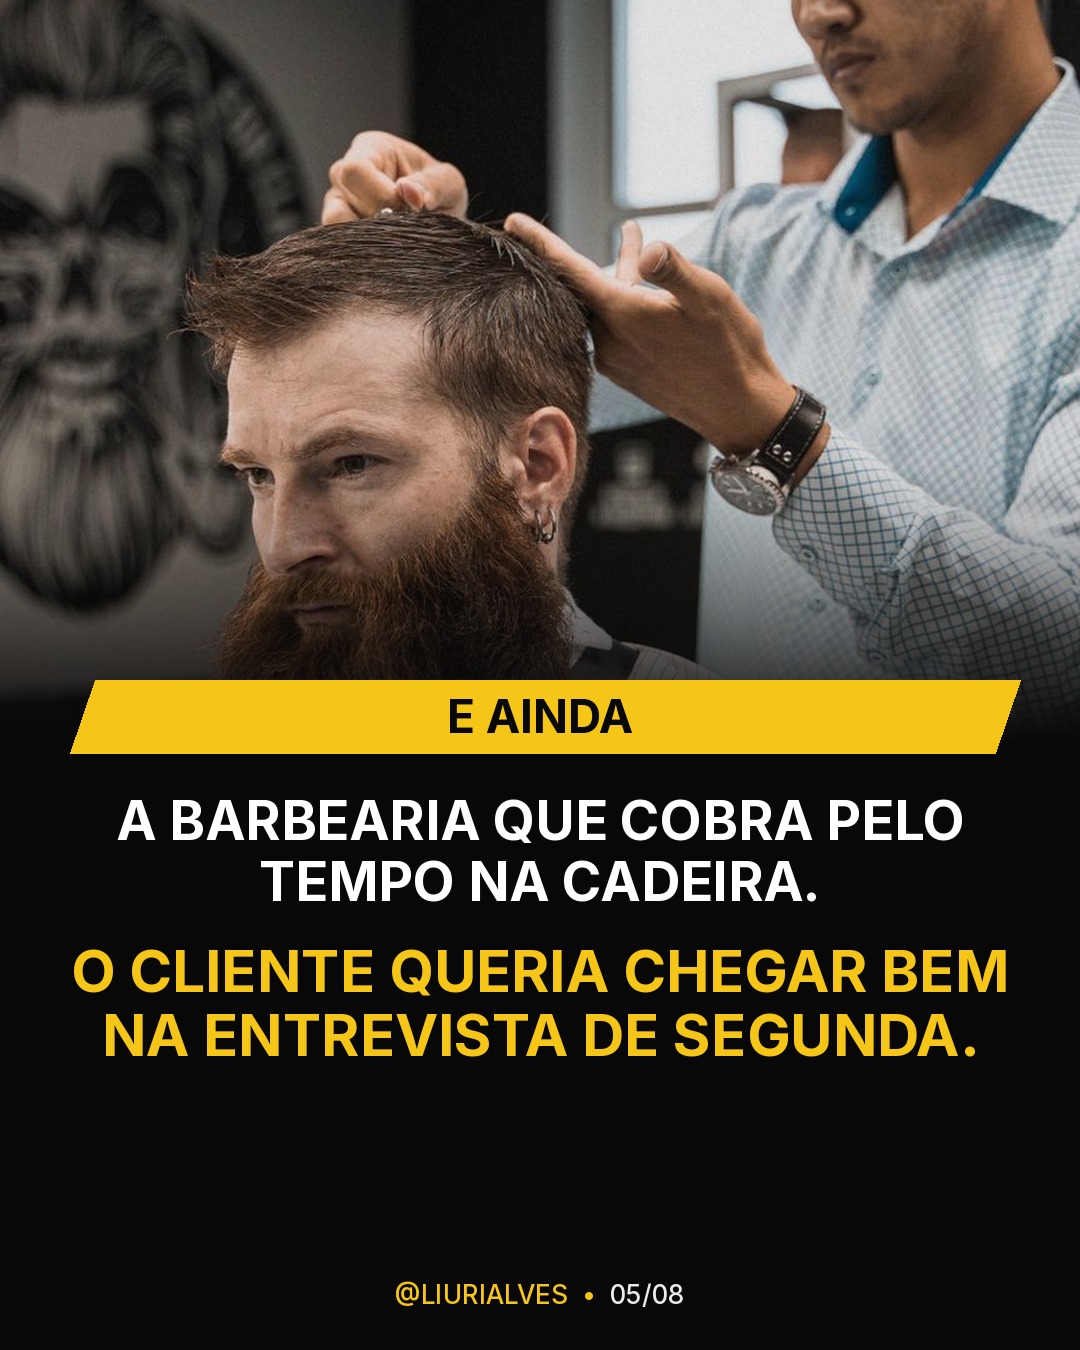 E AINDA
A BARBEARIA QUE COBRA PELO
TEMPO NA CADEIRA.
O CLIENTE QUERIA CHEGAR BEM
NA ENTREVISTA DE SEGUNDA.
@LIURIALVES • 05/08